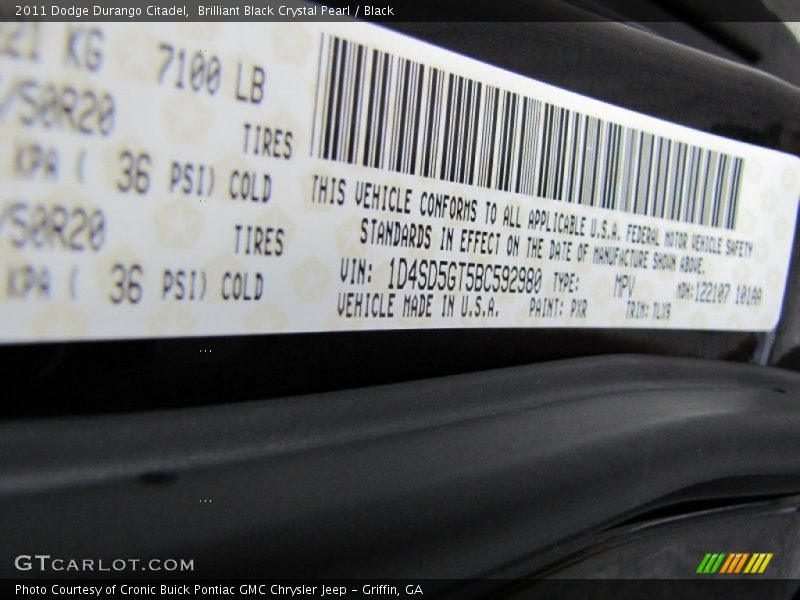 2011 Dodge Durango Citadel, Brilliant Black Crystal Pearl / Black
21 KG 7100 LB
/50R20 TIRES
KPA ( 36 PSI) COLD
/50R20 TIRES
KPA ( 36 PSI) COLD
THIS VEHICLE CONFORMS TO ALL APPLICABLE U.S.A. FEDERAL MOTOR VEHICLE SAFETY
STANDARDS IN EFFECT ON THE DATE OF MANUFACTURE SHOWN ABOVE.
VIN: 1D4SD5GT5BC592980 TYPE: MPV MDH:122107 101AA
VEHICLE MADE IN U.S.A. PAINT: PXR TRIM: TLX9
GTCARLOT.COM
Photo Courtesy of Cronic Buick Pontiac GMC Chrysler Jeep - Griffin, GA